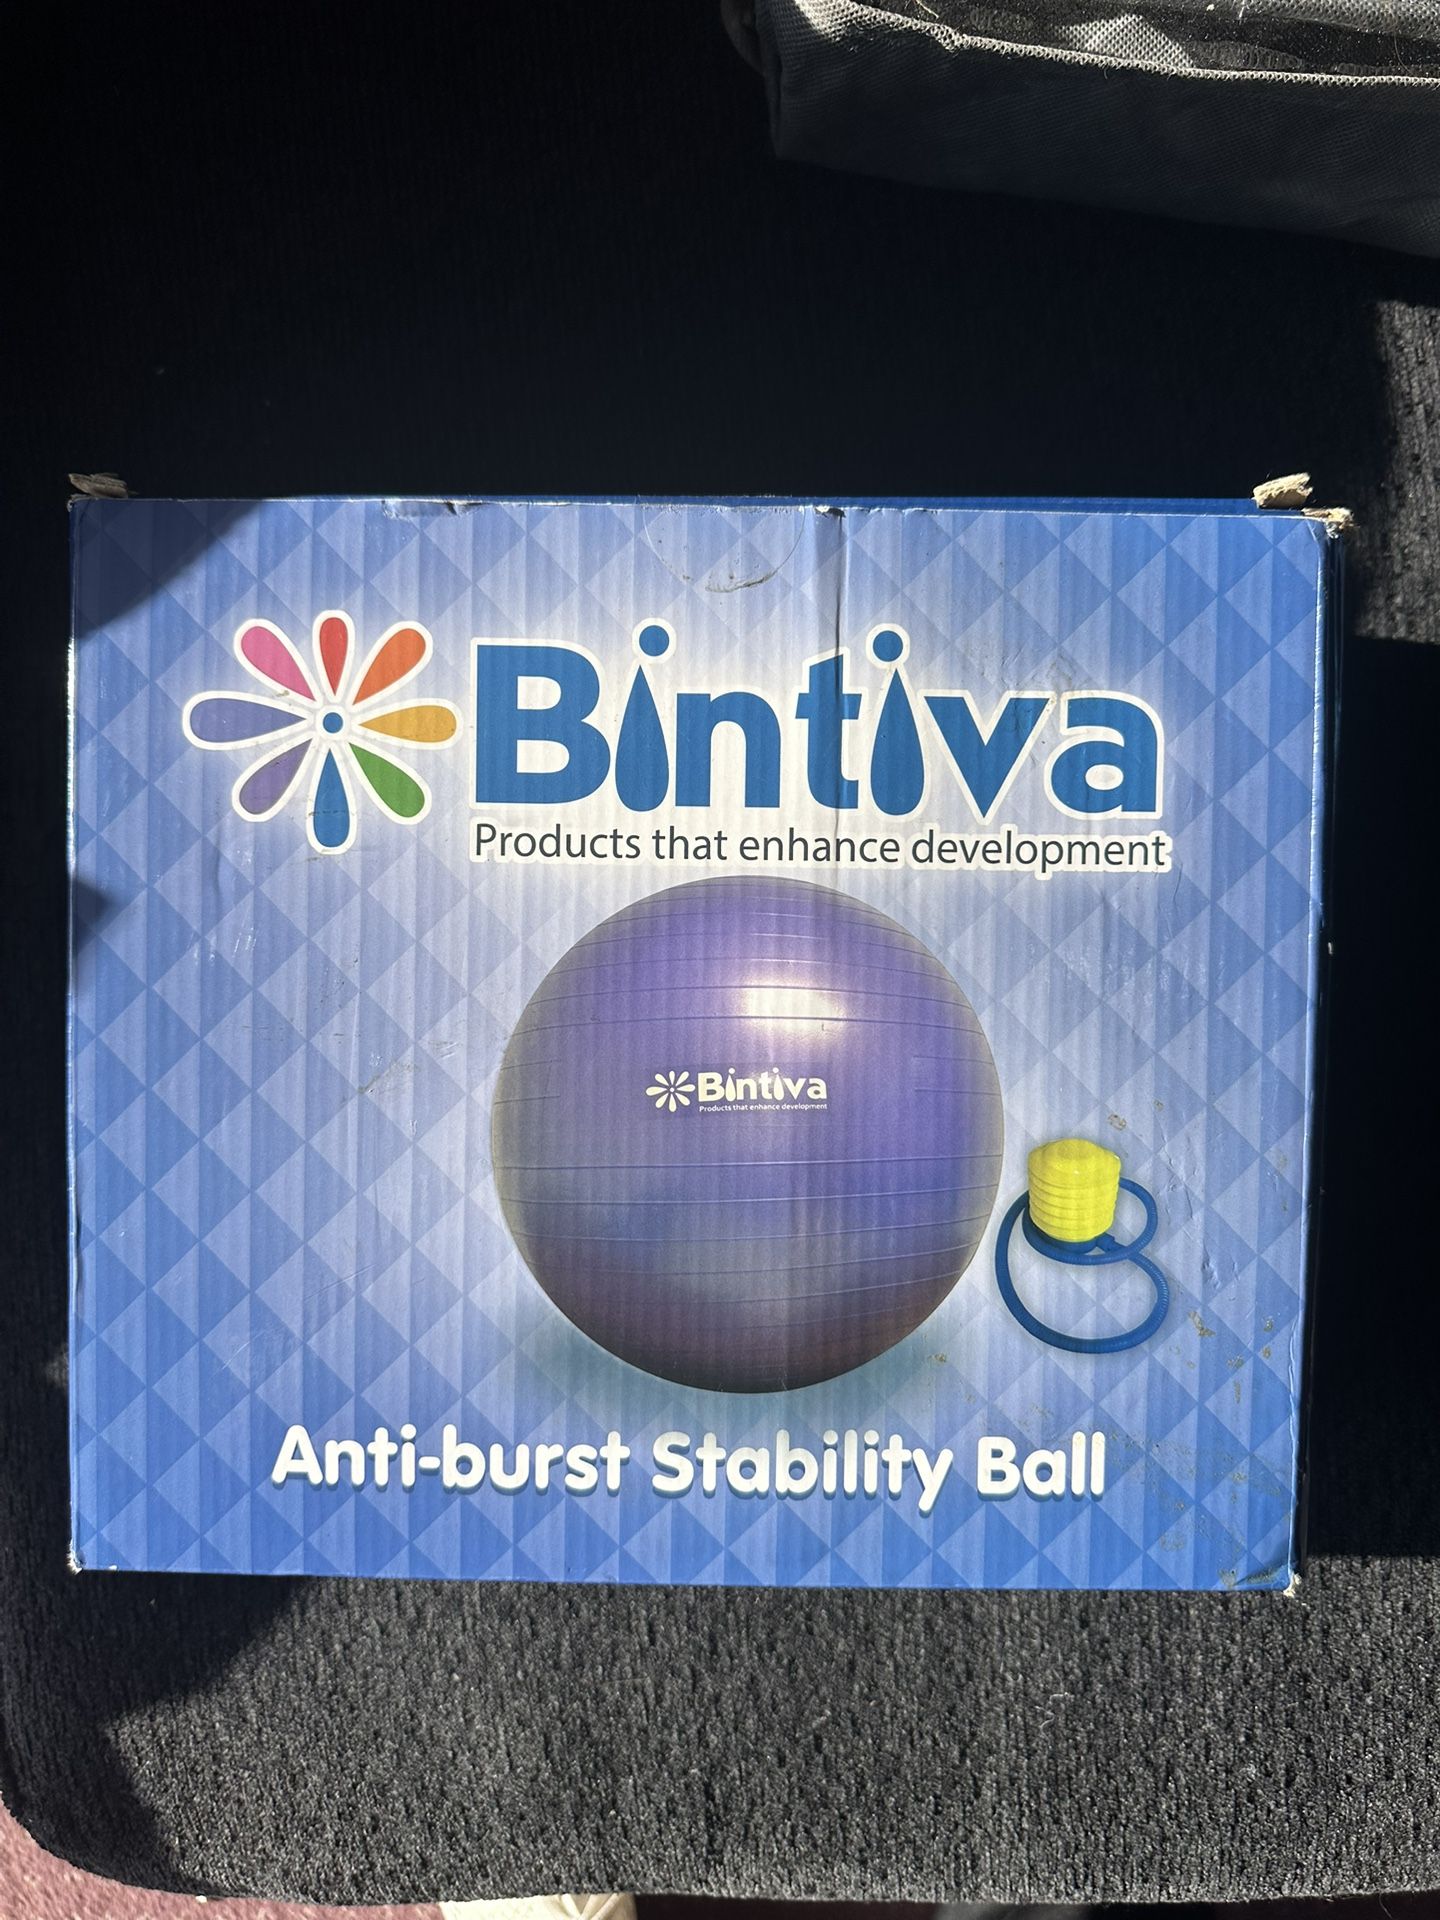 Bintiva
Products that enhance development
Bintiva
Products that enhance development
Anti-burst Stability Ball